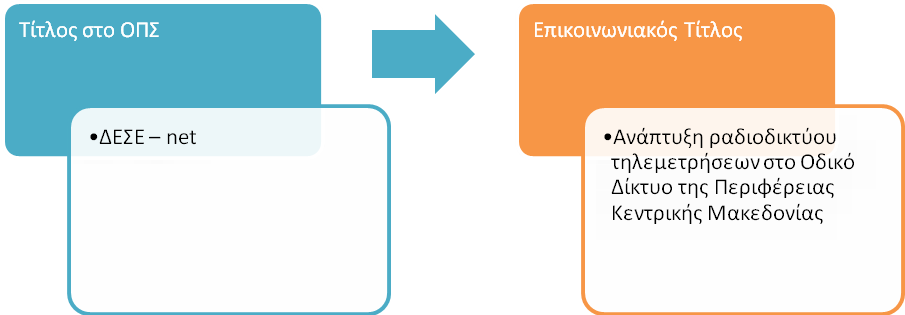 Τίτλος στο ΟΠΣ
•ΔΕΣΕ – net
Επικοινωνιακός Τίτλος
•Ανάπτυξη ραδιοδικτύου
τηλεμετρήσεων στο Οδικό
Δίκτυο της Περιφέρειας
Κεντρικής Μακεδονίας